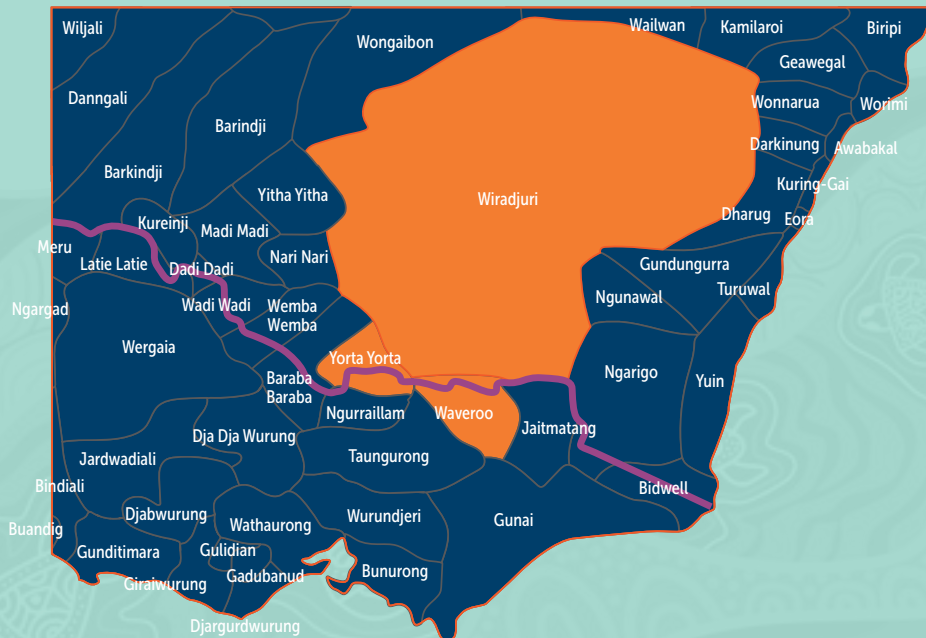 Wiljali
Wongaibon
Wailwan
Kamilaroi
Biripi
Geawegal
Danngali
Wonnarua
Worimi
Barindji
Darkinung
Awabakal
Barkindji
Kuring-Gai
Yitha Yitha
Wiradjuri
Dharug
Eora
Kureinji
Madi Madi
Meru
Nari Nari
Latie Latie
Dadi Dadi
Gundungurra
Turuwal
Ngargad
Wadi Wadi
Wemba
Wemba
Ngunawal
Wergaia
Yorta Yorta
Baraba
Baraba
Ngarigo
Yuin
Ngurraillam
Waveroo
Jaitmatang
Dja Dja Wurung
Taungurong
Jardwadiali
Bindiali
Bidwell
Djabwurung
Wathaurong
Wurundjeri
Gunai
Buandig
Gunditimara
Gulidian
Gadubanud
Bunurong
Giraiwurung
Djargurdwurung